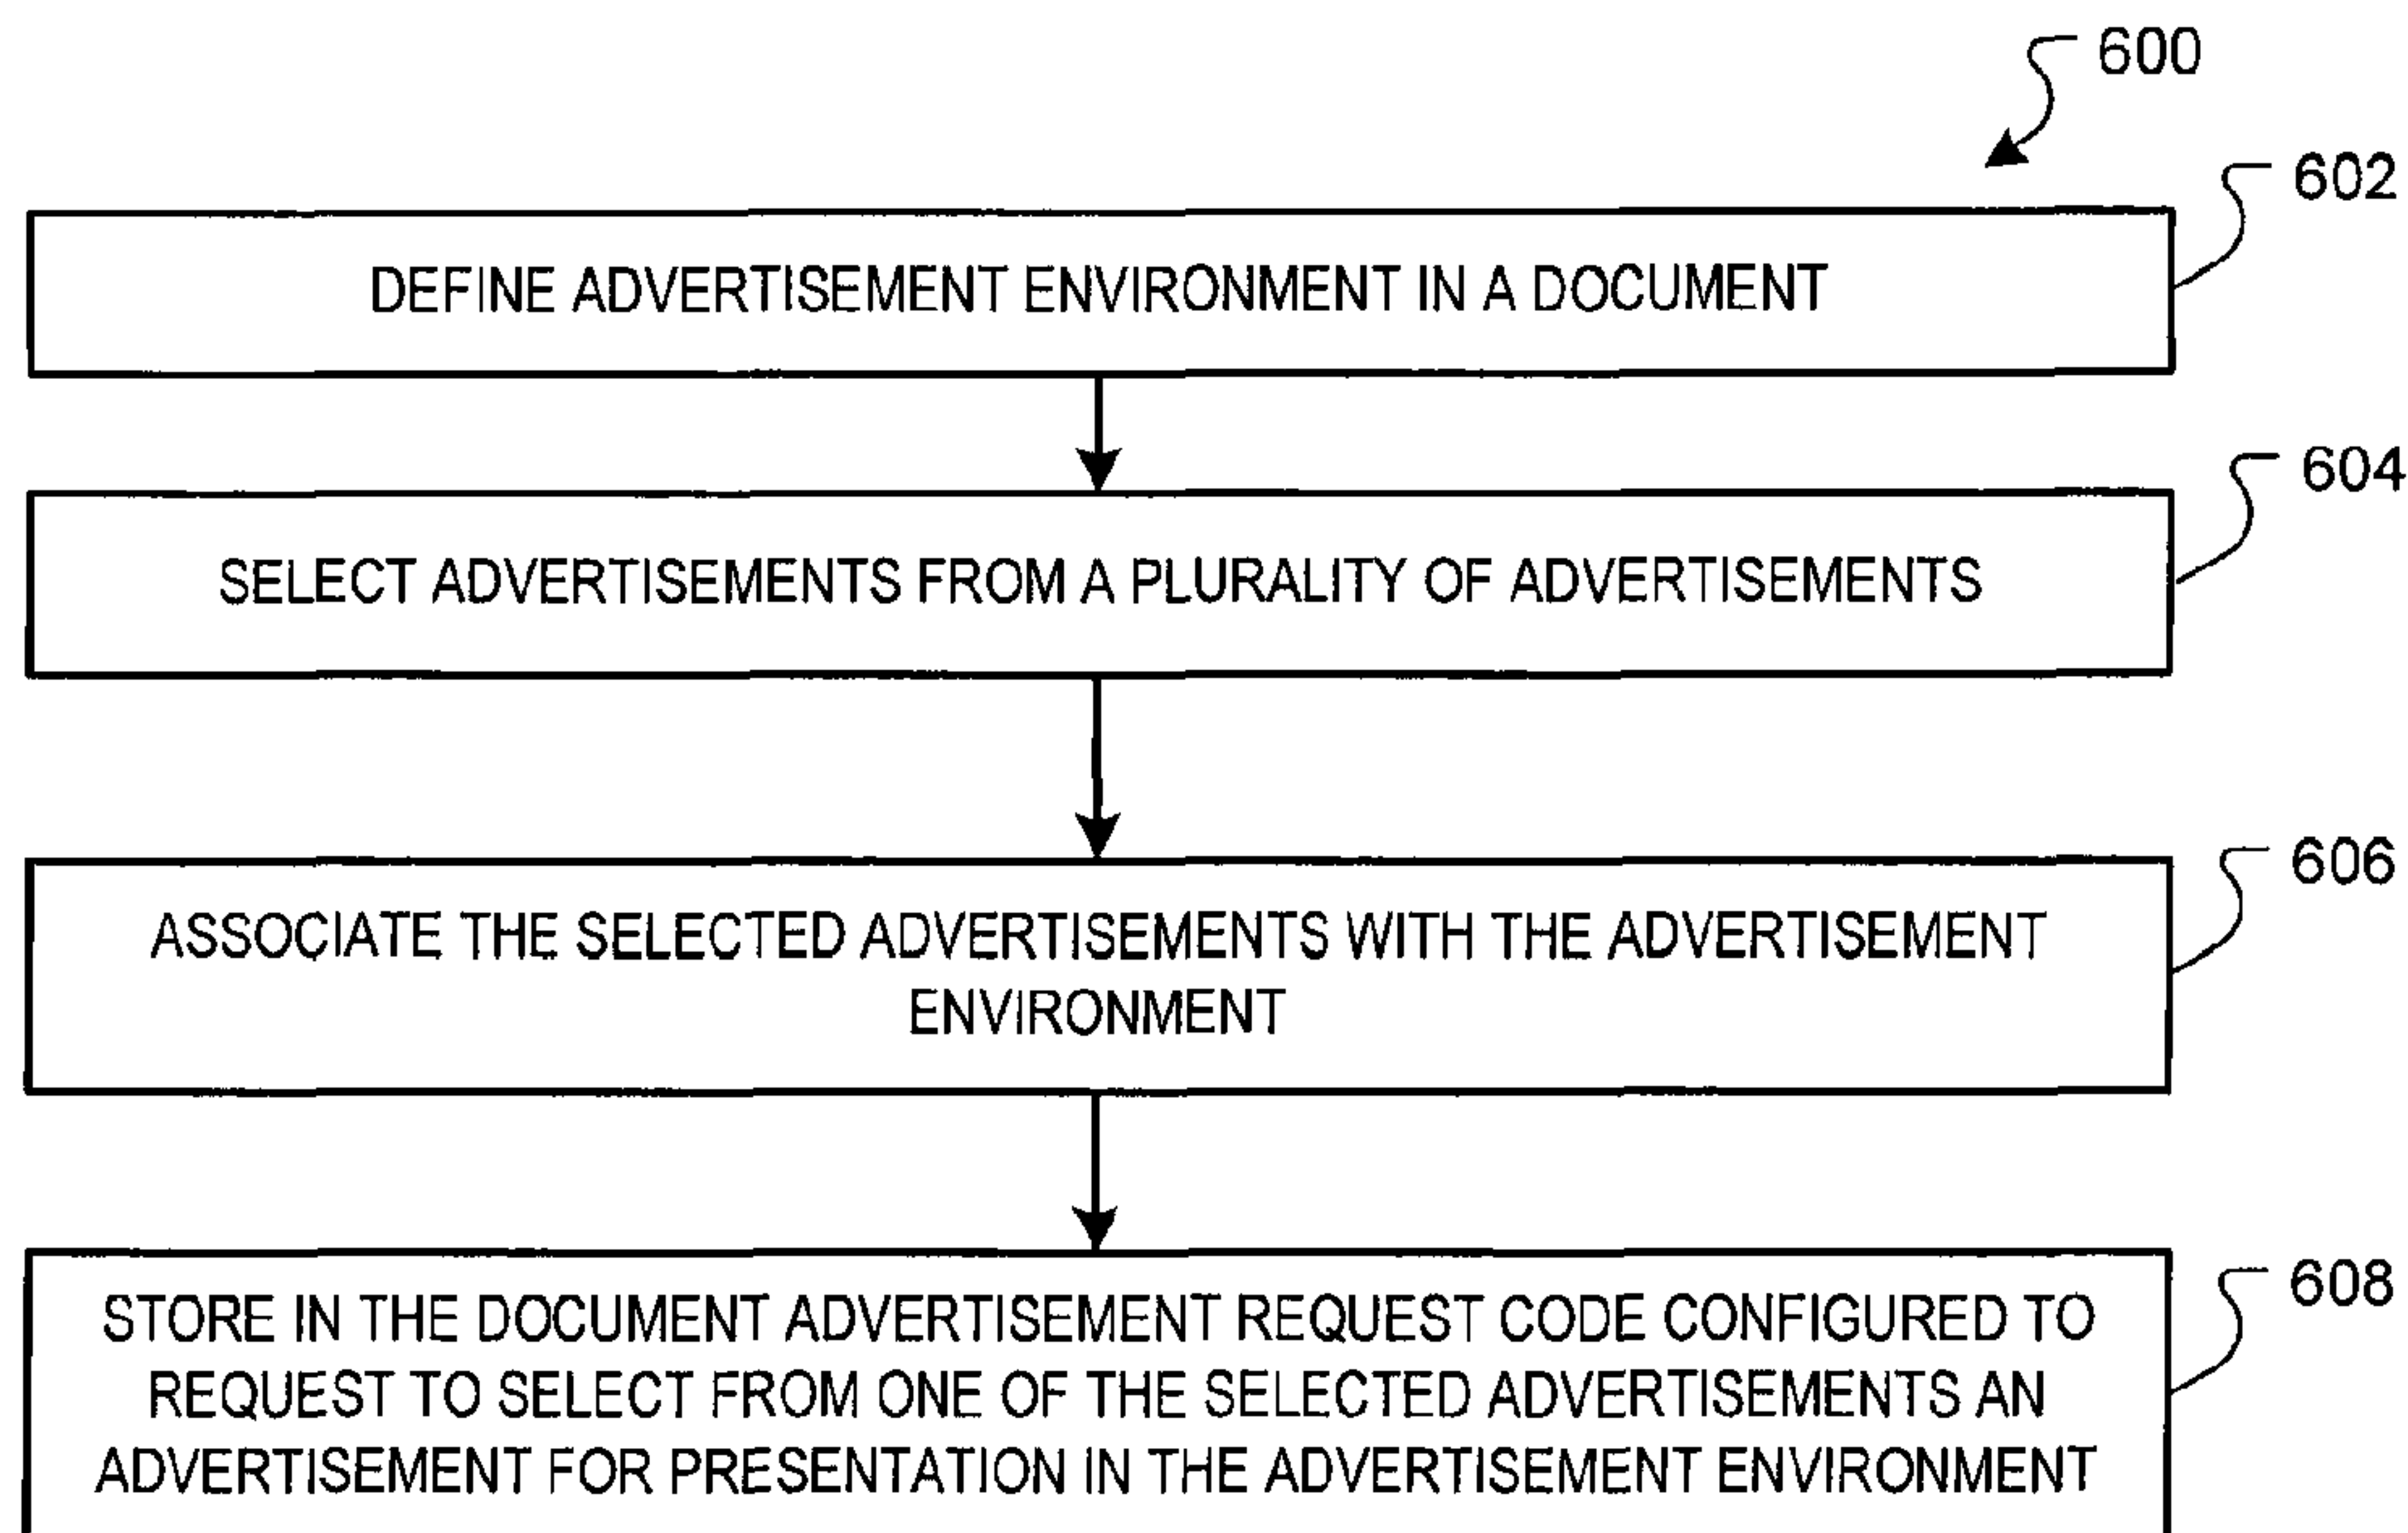 600
602
DEFINE ADVERTISEMENT ENVIRONMENT IN A DOCUMENT
604
SELECT ADVERTISEMENTS FROM A PLURALITY OF ADVERTISEMENTS
606
ASSOCIATE THE SELECTED ADVERTISEMENTS WITH THE ADVERTISEMENT
ENVIRONMENT
608
STORE IN THE DOCUMENT ADVERTISEMENT REQUEST CODE CONFIGURED TO
REQUEST TO SELECT FROM ONE OF THE SELECTED ADVERTISEMENTS AN
ADVERTISEMENT FOR PRESENTATION IN THE ADVERTISEMENT ENVIRONMENT